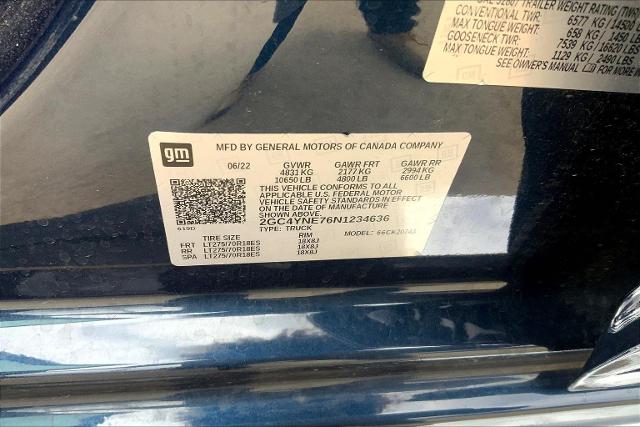 TRAILER WEIGHT RATING
CONVENTIONAL TWR: 6577 KG/14500
MAX TONGUE WEIGHT: 658 KG/1450 L
GOOSENECK TWR: 7539 KG/16620 L
MAX TONGUE WEIGHT: 1129 KG/2490 LBS
SEE OWNER'S MANUAL FOR
gm
MFD BY GENERAL MOTORS OF CANADA COMPANY
06/22 GVWR GAWR FRT GAWR RR
4831 KG 2177 KG 2994 KG
10650 LB 4800 LB 6600 LB
THIS VEHICLE CONFORMS TO ALL
APPLICABLE U.S. FEDERAL MOTOR
VEHICLE SAFETY STANDARDS IN EFFECT
ON THE DATE OF MANUFACTURE
SHOWN ABOVE.
2GC4YNE76N1234636
TYPE: TRUCK MODEL:
619D
TIRE SIZE RIM
FRT LT275/70R18ES 18X8J
RR LT275/70R18ES 18X8J
SPA LT275/70R18ES 18X8J